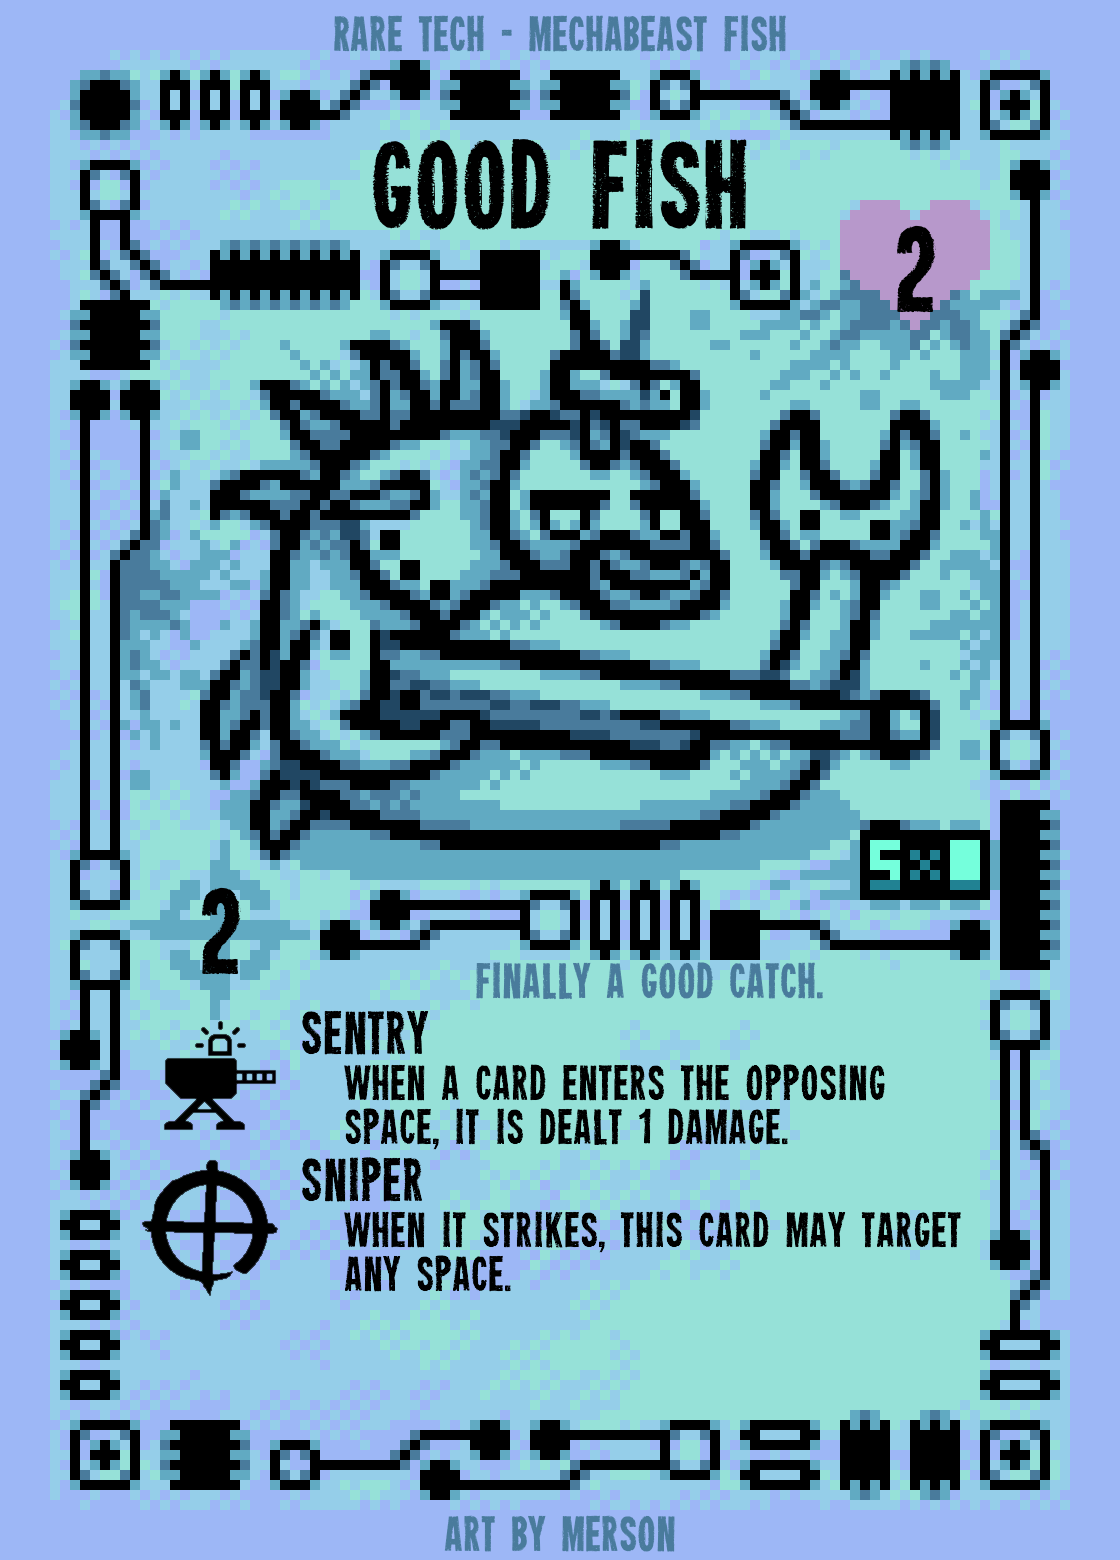 RARE TECH - MECHABEAST FISH
GOOD FISH
2
5X
2
FINALLY A GOOD CATCH.
SENTRY
WHEN A CARD ENTERS THE OPPOSING
SPACE, IT IS DEALT 1 DAMAGE.
SNIPER
WHEN IT STRIKES, THIS CARD MAY TARGET
ANY SPACE.
ART BY MERSON